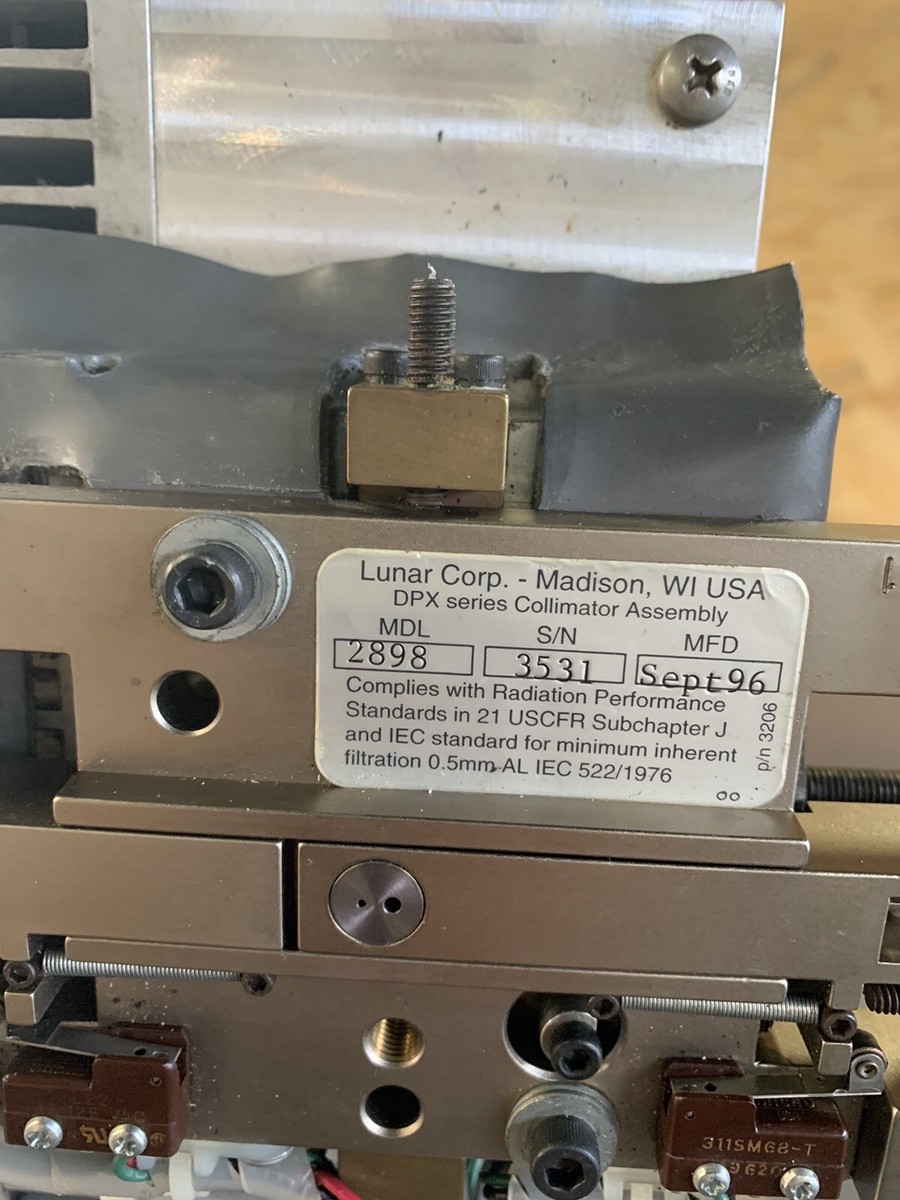 Lunar Corp. - Madison, WI USA
DPX series Collimator Assembly
MDL S/N MFD
2898 3531 Sept96
Complies with Radiation Performance
Standards in 21 USCFR Subchapter J
and IEC standard for minimum inherent
filtration 0.5mm AL IEC 522/1976
p/n 3206
311SM68-T